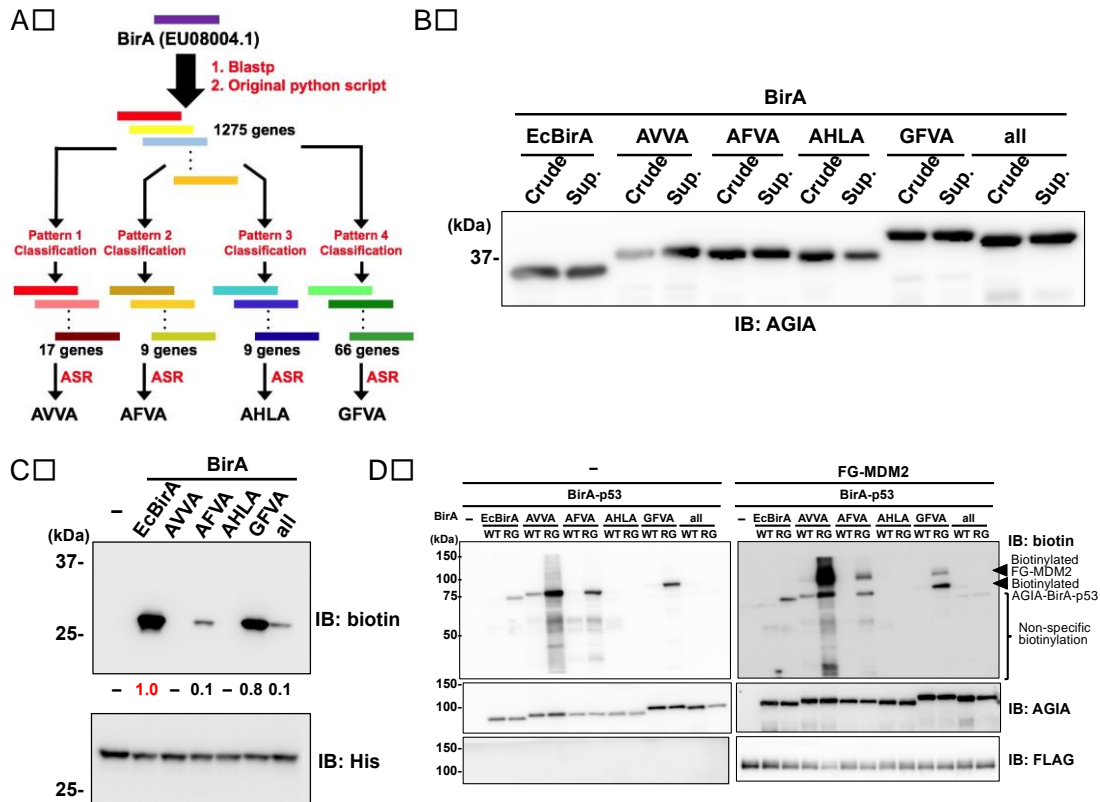 A□
BirA (EU08004.1)
1. Blastp
2. Original python script
1275 genes
Pattern 1 Classification
Pattern 2 Classification
Pattern 3 Classification
Pattern 4 Classification
17 genes
9 genes
9 genes
66 genes
ASR
ASR
ASR
ASR
AVVA
AFVA
AHLA
GFVA
B□
BirA
EcBirA AVVA AFVA AHLA GFVA all
Crude Sup. Crude Sup. Crude Sup. Crude Sup. Crude Sup. Crude Sup.
(kDa)
37-
IB: AGIA
C□
BirA
– EcBirA AVVA AFVA AHLA GFVA all
(kDa)
37-
25-
IB: biotin
– 1.0 – 0.1 – 0.8 0.1
IB: His
25-
D□
–
BirA-p53
BirA – EcBirA AVVA AFVA AHLA GFVA all
WT RG WT RG WT RG WT RG WT RG WT RG
(kDa)
150-
100-
75-
50-
150-
100-
150-
100-
FG-MDM2
BirA-p53
– EcBirA AVVA AFVA AHLA GFVA all
WT RG WT RG WT RG WT RG WT RG WT RG
IB: biotin
Biotinylated
FG-MDM2
Biotinylated
AGIA-BirA-p53
Non-specific
biotinylation
IB: AGIA
IB: FLAG